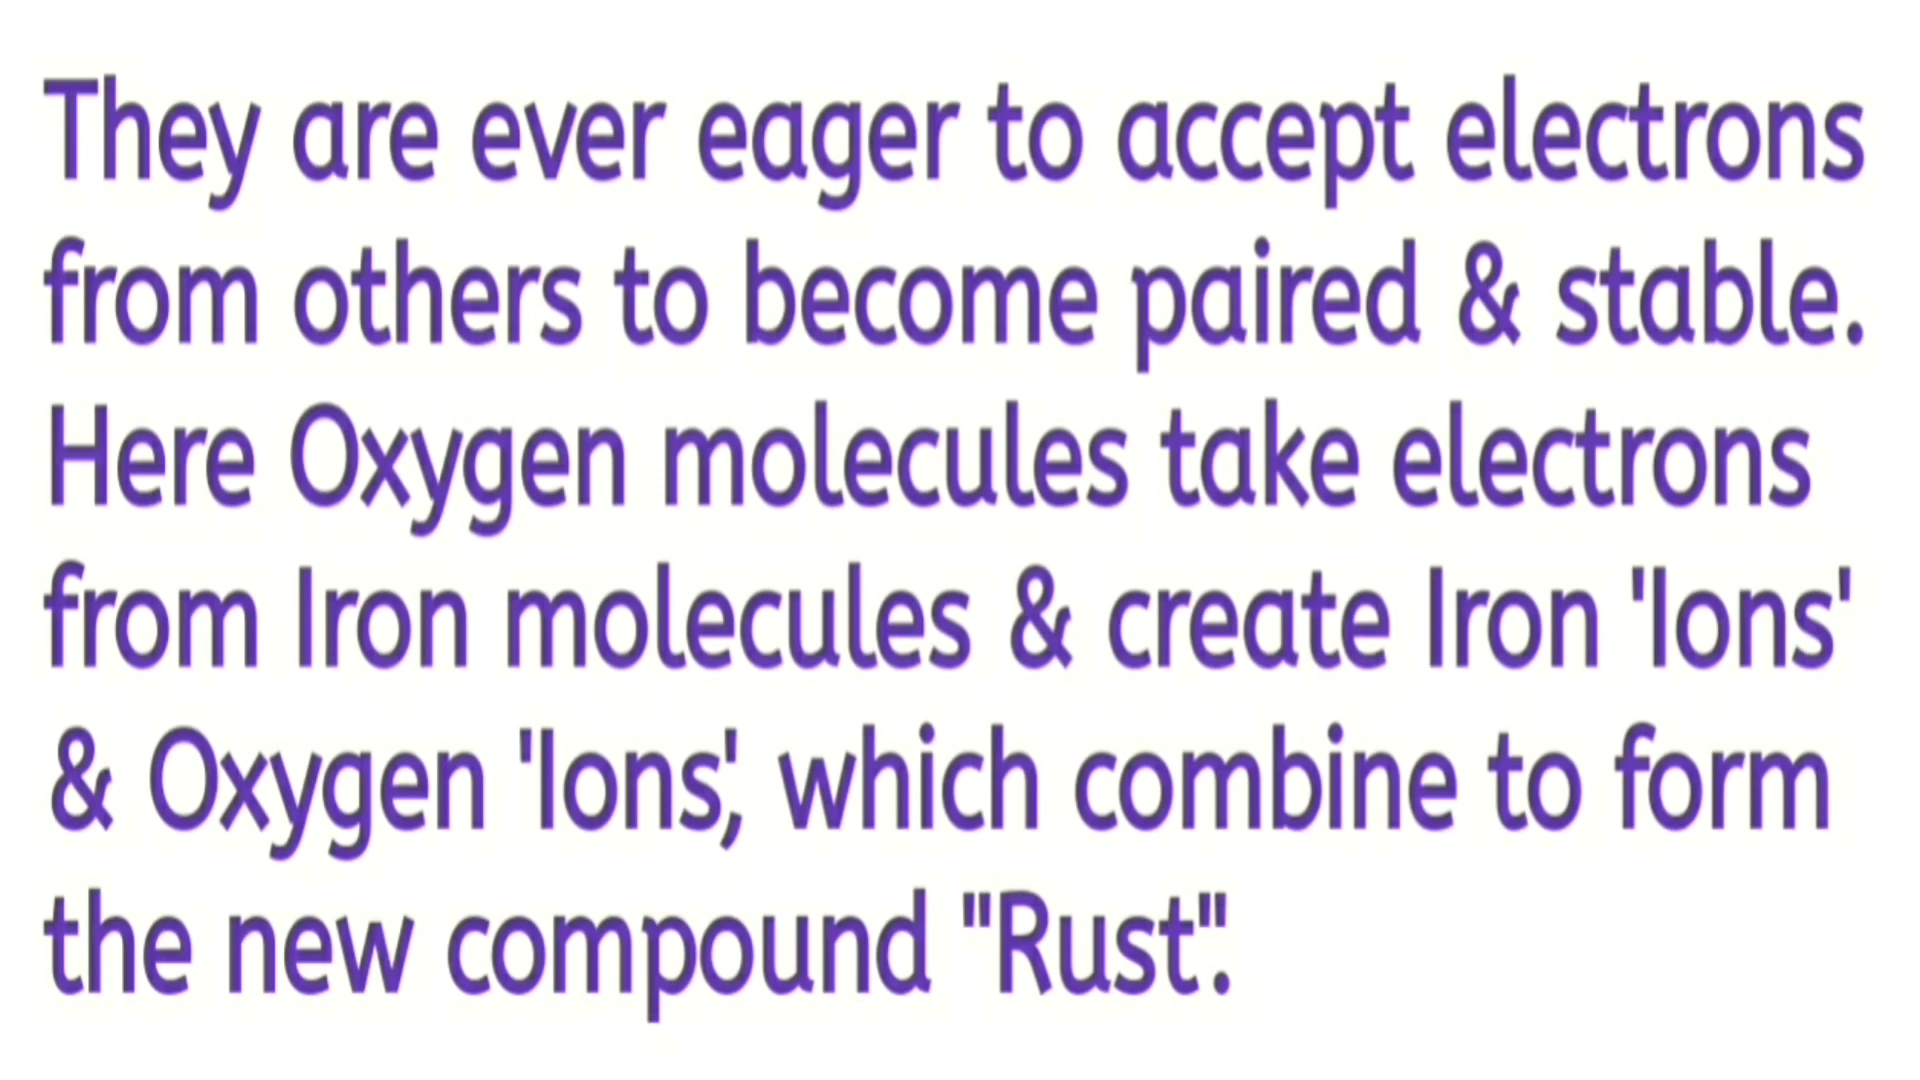 They are ever eager to accept electrons
from others to become paired & stable.
Here Oxygen molecules take electrons
from Iron molecules & create Iron 'Ions'
& Oxygen 'Ions', which combine to form
the new compound "Rust".